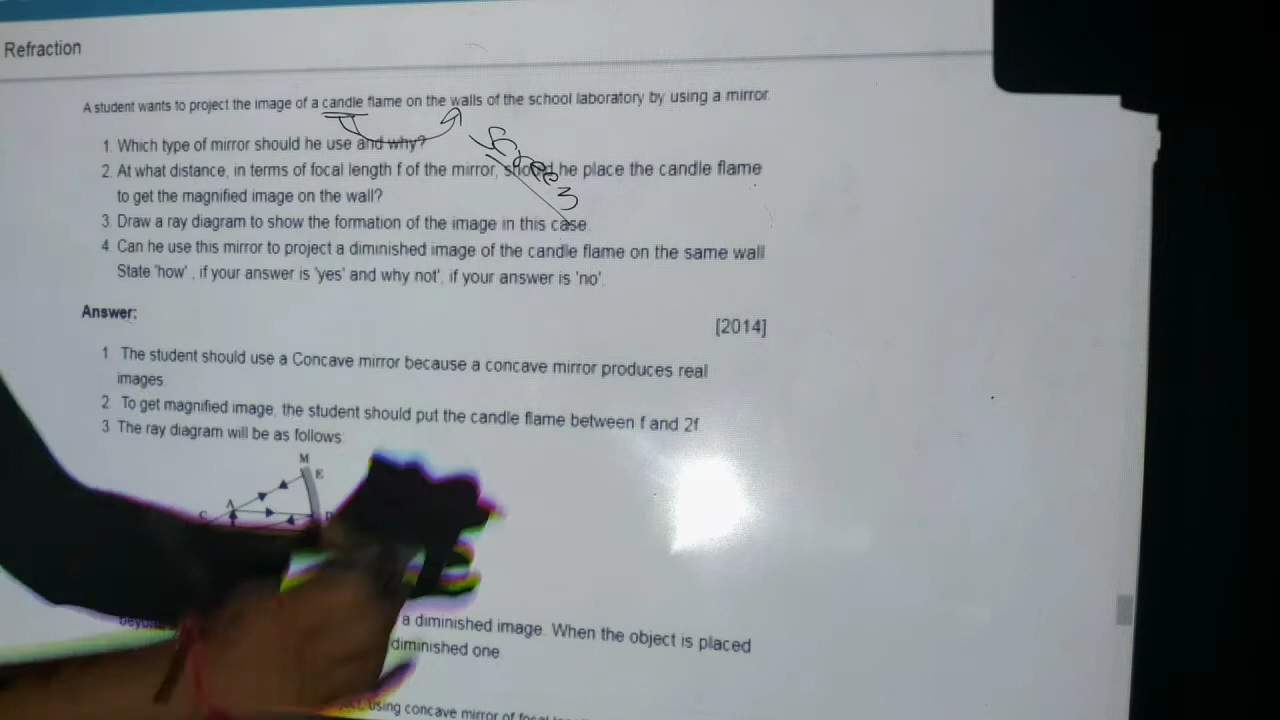 Refraction
A student wants to project the image of a candle flame on the walls of the school laboratory by using a mirror.
1. Which type of mirror should he use and why?
2. At what distance, in terms of focal length f of the mirror, should he place the candle flame
to get the magnified image on the wall?
3 Draw a ray diagram to show the formation of the image in this case.
4 Can he use this mirror to project a diminished image of the candle flame on the same wall
State 'how' , if your answer is 'yes' and why not', if your answer is 'no'.
Answer:
[2014]
1 The student should use a Concave mirror because a concave mirror produces real
images.
2 To get magnified image, the student should put the candle flame between f and 2f.
3 The ray diagram will be as follows:
M
E
A
C
a diminished image. When the object is placed
diminished one.
using concave mirror of focal